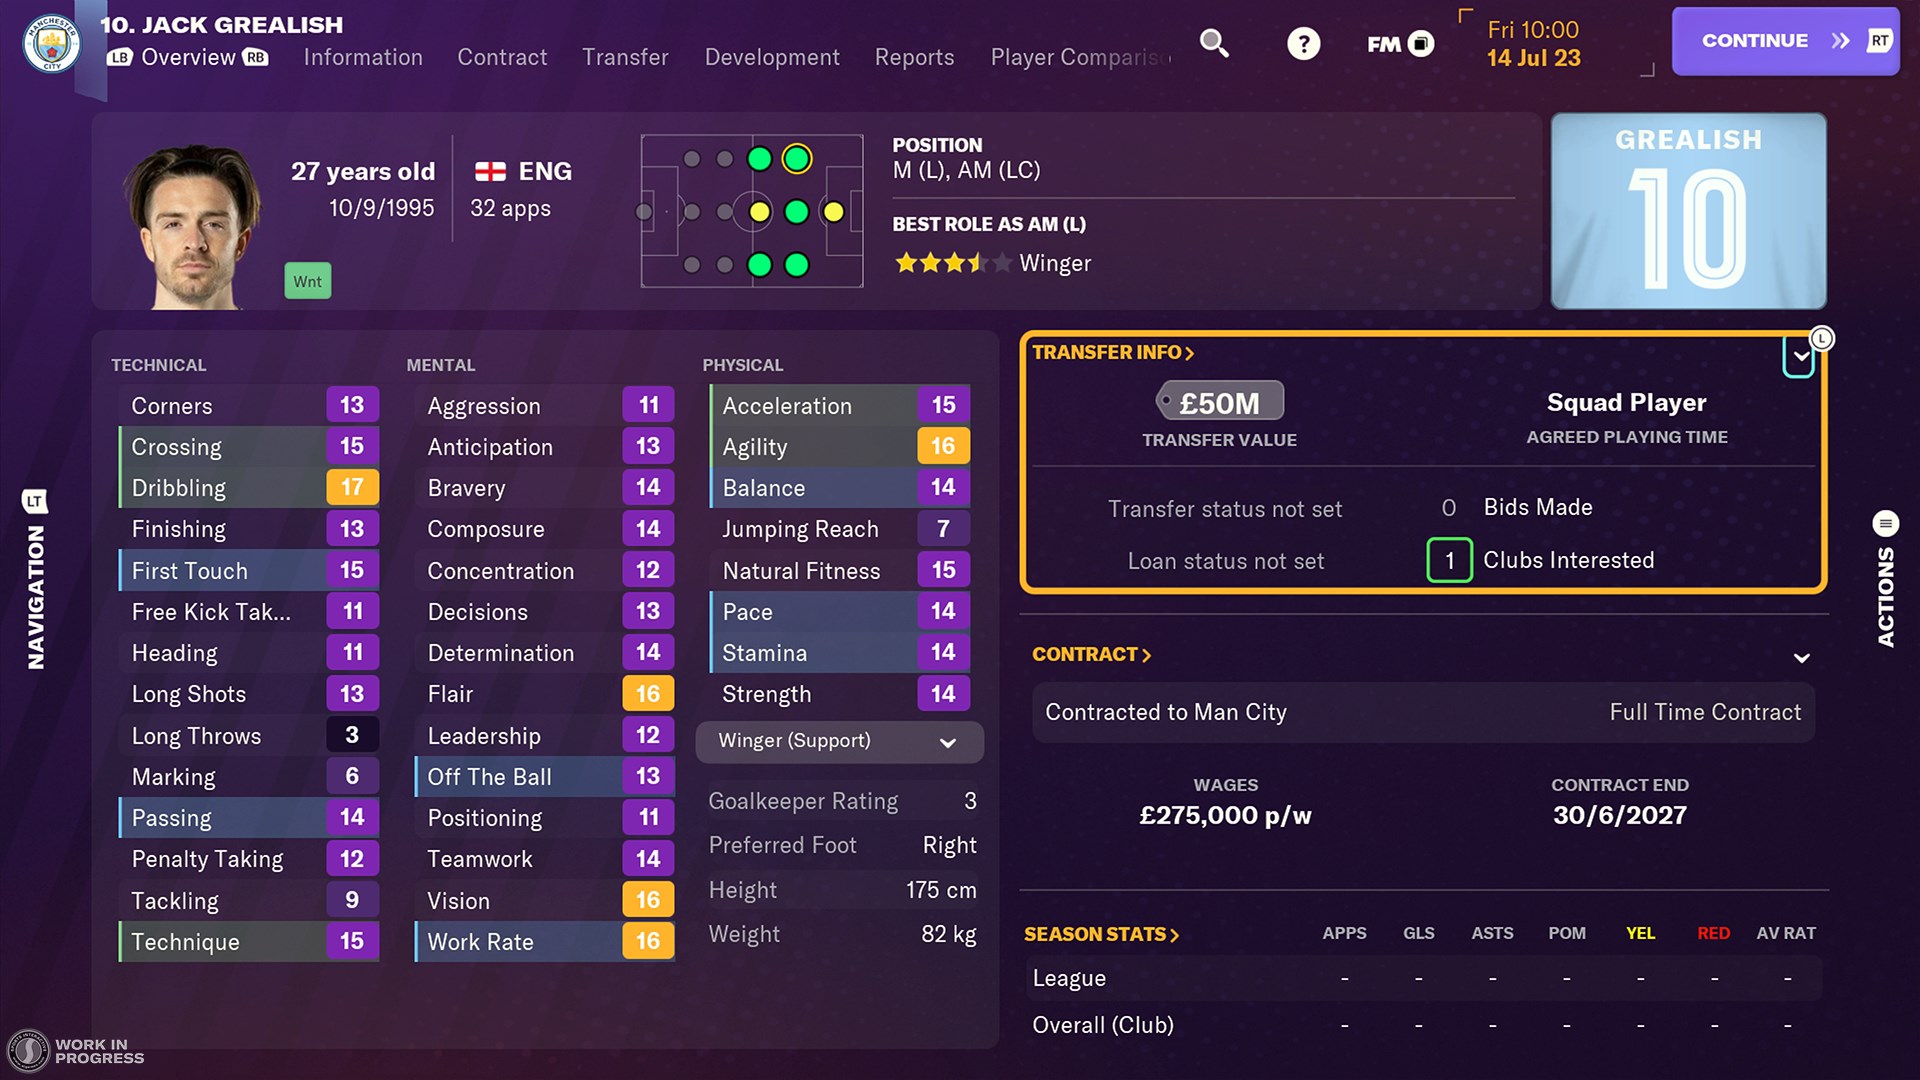 10. JACK GREALISH
LB Overview RB Information Contract Transfer Development Reports Player Comparis
? FM
Fri 10:00
14 Jul 23
CONTINUE RT
MANCHESTER
CITY
27 years old
10/9/1995
ENG
32 apps
Wnt
POSITION
M (L), AM (LC)
BEST ROLE AS AM (L)
Winger
GREALISH
10
LT
NAVIGATION
ACTIONS
TECHNICAL
Corners 13
Crossing 15
Dribbling 17
Finishing 13
First Touch 15
Free Kick Tak... 11
Heading 11
Long Shots 13
Long Throws 3
Marking 6
Passing 14
Penalty Taking 12
Tackling 9
Technique 15
MENTAL
Aggression 11
Anticipation 13
Bravery 14
Composure 14
Concentration 12
Decisions 13
Determination 14
Flair 16
Leadership 12
Off The Ball 13
Positioning 11
Teamwork 14
Vision 16
Work Rate 16
PHYSICAL
Acceleration 15
Agility 16
Balance 14
Jumping Reach 7
Natural Fitness 15
Pace 14
Stamina 14
Strength 14
Winger (Support)
Goalkeeper Rating 3
Preferred Foot Right
Height 175 cm
Weight 82 kg
TRANSFER INFO
L
£50M
TRANSFER VALUE
Squad Player
AGREED PLAYING TIME
Transfer status not set 0 Bids Made
Loan status not set 1 Clubs Interested
CONTRACT
Contracted to Man City Full Time Contract
WAGES
£275,000 p/w
CONTRACT END
30/6/2027
SEASON STATS APPS GLS ASTS POM YEL RED AV RAT
League - - - - - - -
Overall (Club) - - - - - - -
WORK IN
PROGRESS